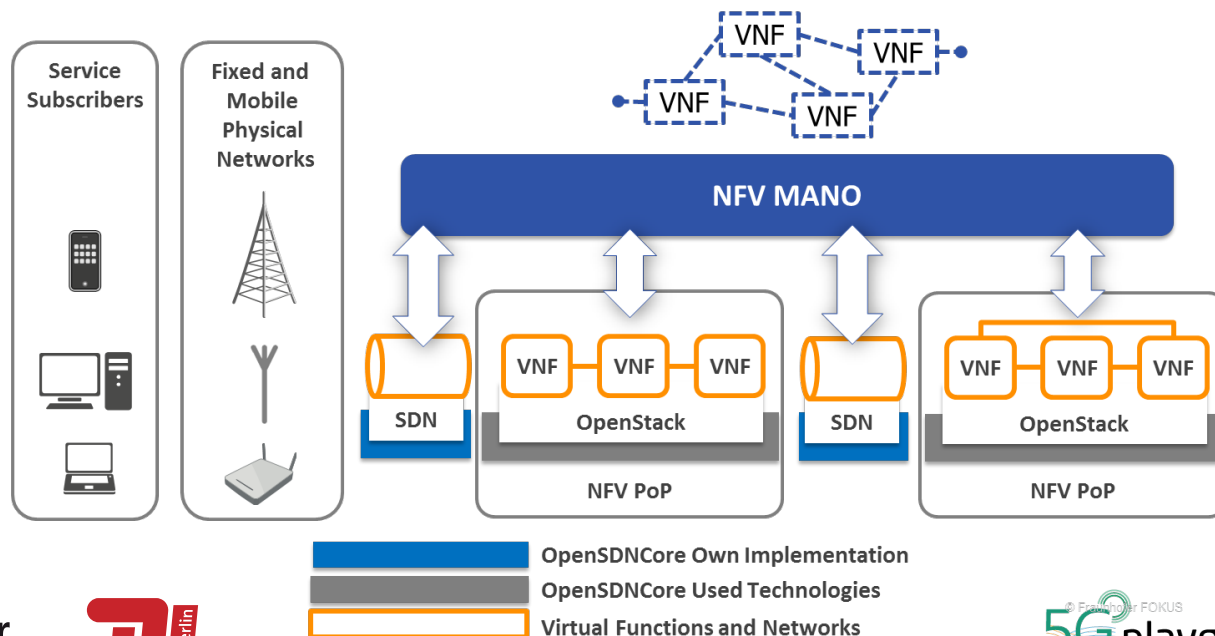 Service
Subscribers
Fixed and
Mobile
Physical
Networks
VNF
VNF
VNF
VNF
NFV MANO
VNF
VNF
VNF
VNF
VNF
VNF
SDN
OpenStack
SDN
OpenStack
NFV PoP
NFV PoP
OpenSDNCore Own Implementation
OpenSDNCore Used Technologies
Virtual Functions and Networks
© Fraunhofer FOKUS
5G